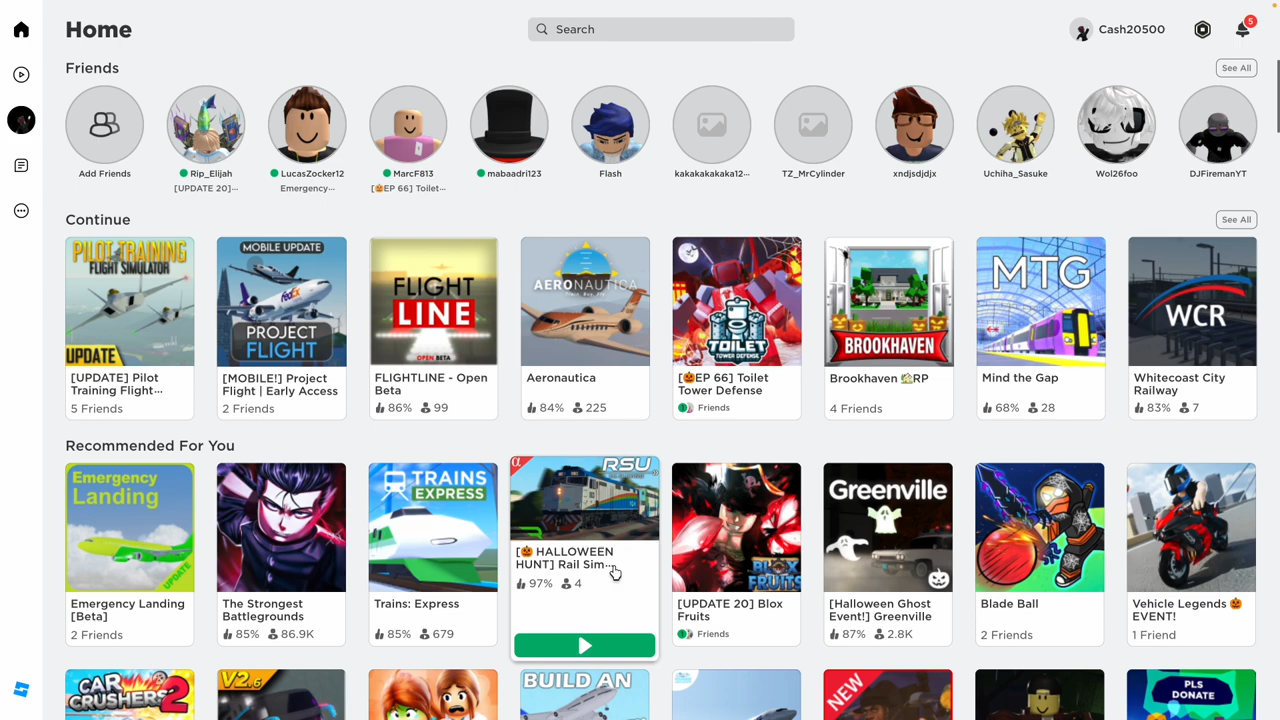 Home
Search
Cash20500
5
Friends
See All
Add Friends
Rip_Elijah
[UPDATE 20]...
LucasZocker12
Emergency...
MarcF813
[🎃EP 66] Toilet...
mabaadri123
Flash
kakakakakaka12...
TZ_MrCylinder
xndjsdjdjx
Uchiha_Sasuke
Wol26foo
DJFiremanYT
Continue
See All
PILOT TRAINING
FLIGHT SIMULATOR
UPDATE
[UPDATE] Pilot
Training Flight...
5 Friends
MOBILE UPDATE
FedEx
PROJECT
FLIGHT
[MOBILE!] Project
Flight | Early Access
2 Friends
FLIGHT
LINE
OPEN BETA
FLIGHTLINE - Open
Beta
86% 99
AERONAUTICA
Aeronautica
84% 225
TOILET
TOWER DEFENSE
[🎃EP 66] Toilet
Tower Defense
Friends
BROOKHAVEN
Brookhaven 🏡RP
4 Friends
MTG
Mind the Gap
68% 28
WCR
Whitecoast City
Railway
83% 7
Recommended For You
Emergency
Landing
UPDATE
Emergency Landing
[Beta]
2 Friends
The Strongest
Battlegrounds
85% 86.9K
TRAINS
EXPRESS
Trains: Express
85% 679
α
RSU
[🎃 HALLOWEEN
HUNT] Rail Sim...
97% 4
BLOX
FRUITS
[UPDATE 20] Blox
Fruits
Friends
Greenville
[Halloween Ghost
Event!] Greenville
87% 2.8K
Blade Ball
2 Friends
Vehicle Legends 🎃
EVENT!
1 Friend
CAR
CRUSHERS 2
V2.6
BUILD AN
NEW
PLS
DONATE